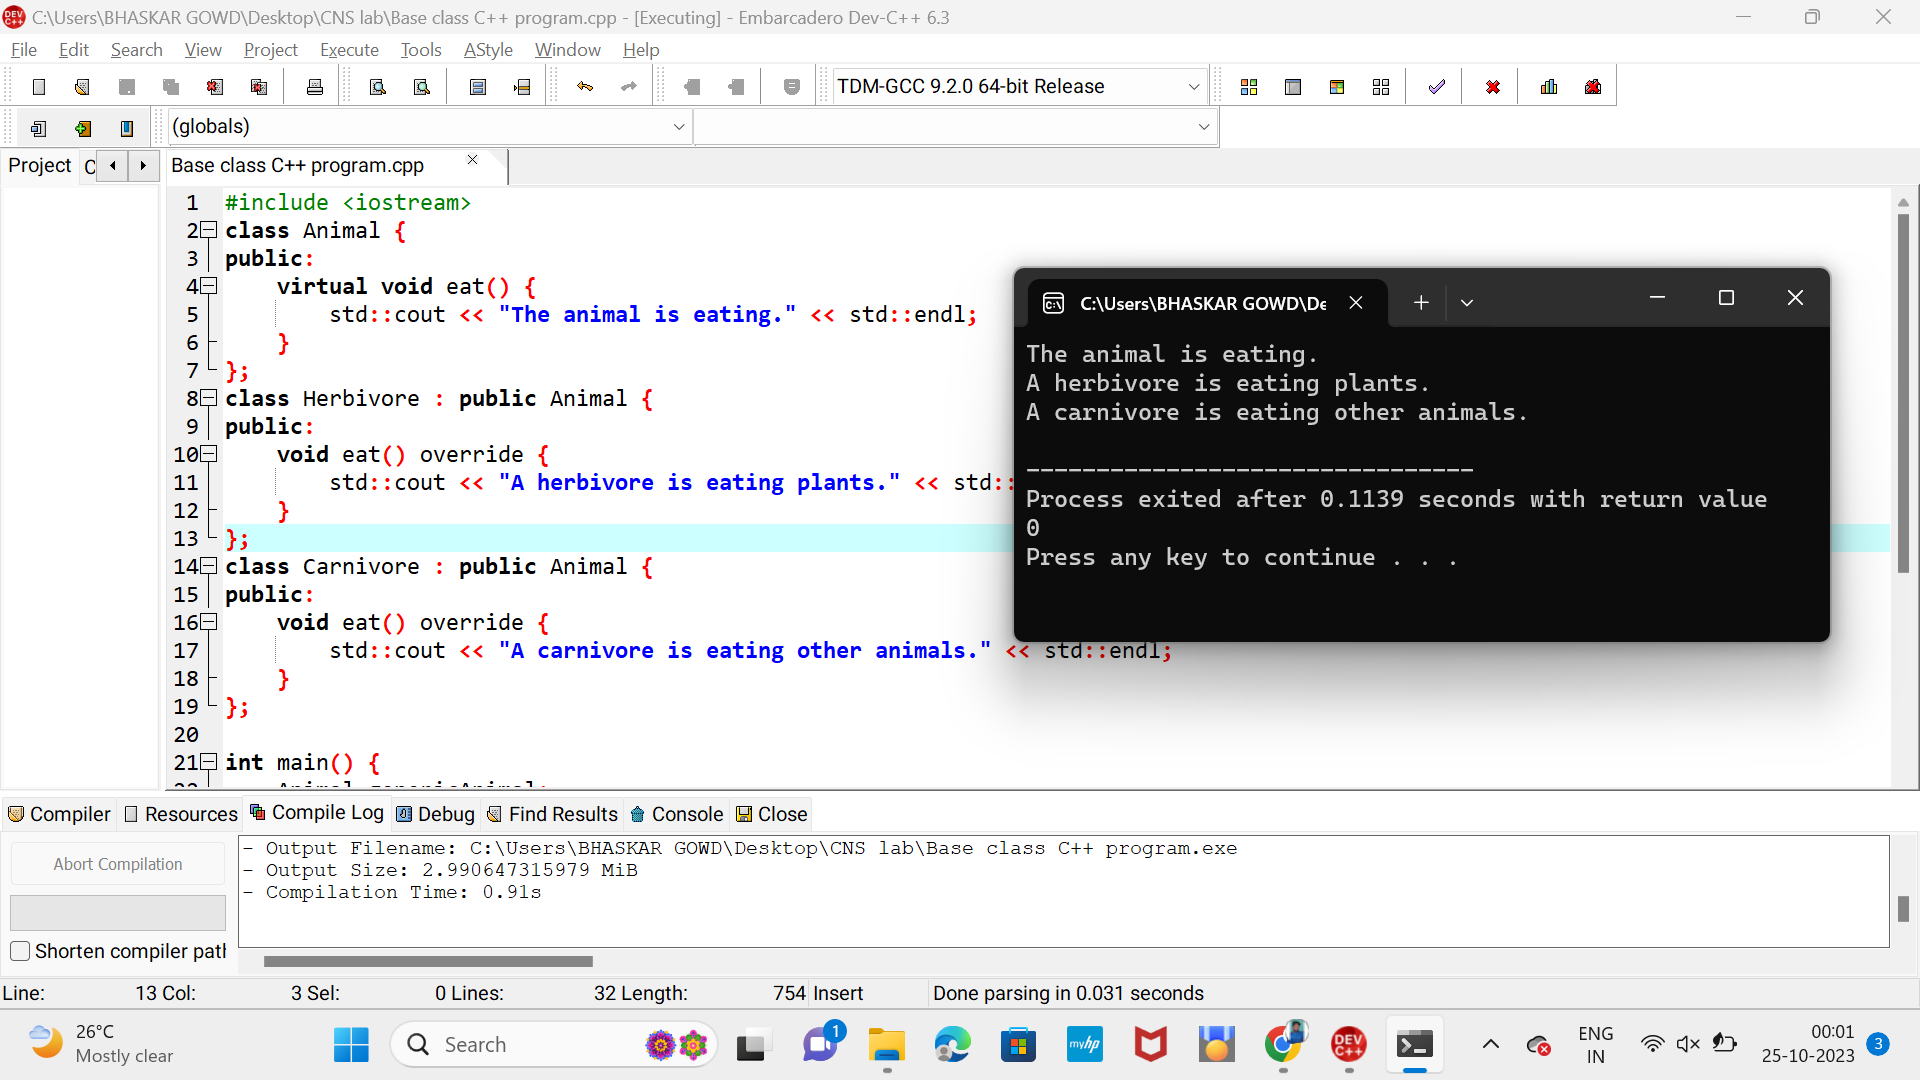 C:\Users\BHASKAR GOWD\Desktop\CNS lab\Base class C++ program.cpp - [Executing] - Embarcadero Dev-C++ 6.3
File Edit Search View Project Execute Tools AStyle Window Help
TDM-GCC 9.2.0 64-bit Release
(globals)
Project C
Base class C++ program.cpp
1 #include <iostream>
2 class Animal {
3 public:
4     virtual void eat() {
5         std::cout << "The animal is eating." << std::endl;
6     }
7 };
8 class Herbivore : public Animal {
9 public:
10     void eat() override {
11         std::cout << "A herbivore is eating plants." << std::
12     }
13 };
14 class Carnivore : public Animal {
15 public:
16     void eat() override {
17         std::cout << "A carnivore is eating other animals." << std::endl;
18     }
19 };
20
21 int main() {
C:\Users\BHASKAR GOWD\De
The animal is eating.
A herbivore is eating plants.
A carnivore is eating other animals.
--------------------------------
Process exited after 0.1139 seconds with return value
0
Press any key to continue . . .
Compiler Resources Compile Log Debug Find Results Console Close
Abort Compilation
Shorten compiler path
- Output Filename: C:\Users\BHASKAR GOWD\Desktop\CNS lab\Base class C++ program.exe
- Output Size: 2.990647315979 MiB
- Compilation Time: 0.91s
Line: 13 Col: 3 Sel: 0 Lines: 32 Length: 754 Insert Done parsing in 0.031 seconds
26°C
Mostly clear
Search
1
myhp
DEV C++
ENG
IN
00:01
25-10-2023
3